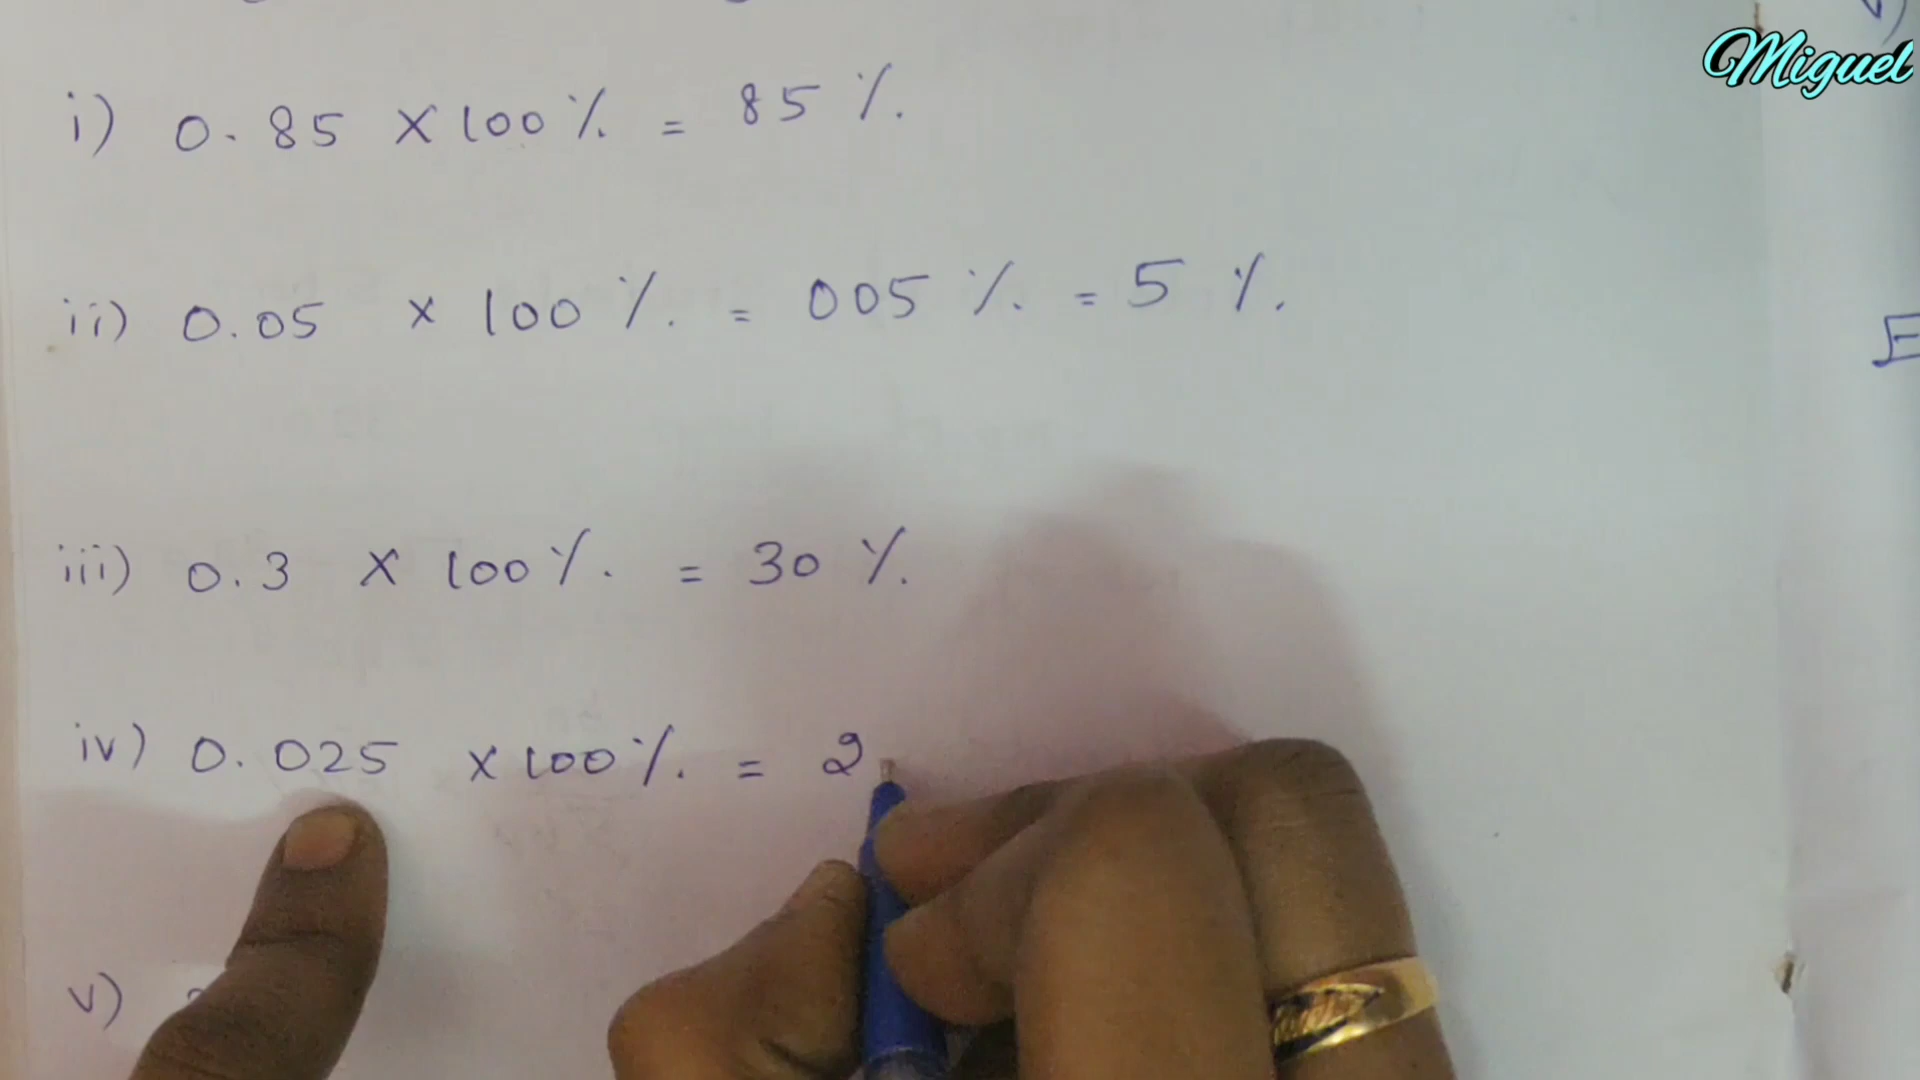 Miguel
i) 0.85 × 100 % = 85 %
ii) 0.05 × 100 % = 005 % = 5 %
iii) 0.3 × 100 % = 30 %
iv) 0.025 × 100 % = 2
v)